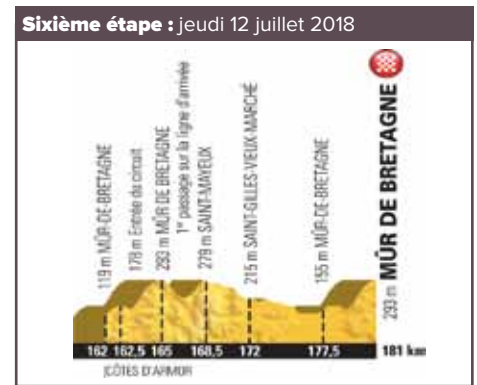 Sixième étape : jeudi 12 juillet 2018
119 m MÛR-DE-BRETAGNE
178 m Entrée du circuit
293 m MÛR DE BRETAGNE
1er passage sur la ligne d'arrivée
279 m SAINT-MAYEUX
215 m SAINT-GILLES-VIEUX-MARCHÉ
155 m MÛR-DE-BRETAGNE
293 m MÛR DE BRETAGNE
162 162,5 165 168,5 172 177,5 181 km
CÔTES D'ARMOR